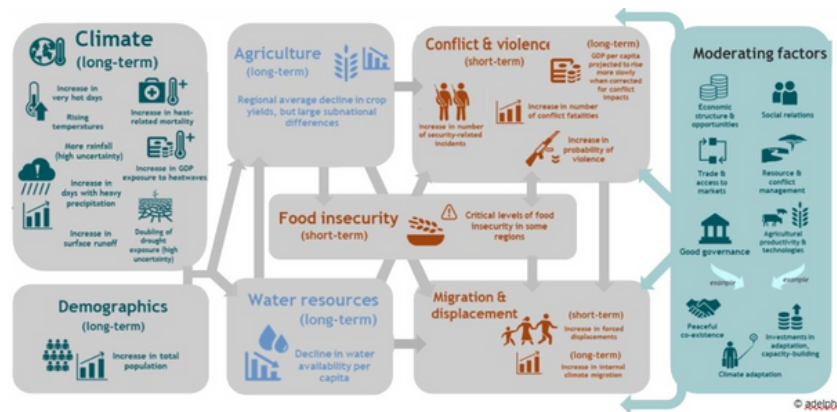 Climate
(long-term)
Increase in
very hot days
Increase in heat-
related mortality
Rising
temperatures
More rainfall
(high uncertainty)
Increase in GDP
exposure to heatwaves
Increase in
days with heavy
precipitation
Doubling of
drought
exposure (high
uncertainty)
Increase in
surface runoff
Demographics
(long-term)
Increase in total
population
Agriculture
(long-term)
Regional average decline in crop
yields, but large subnational
differences
Food insecurity
(short-term)
Critical levels of food
insecurity in some
regions
Water resources
(long-term)
Decline in water
availability per
capita
Conflict & violence
(short-term)
(long-term)
GDP per capita
projected to rise
more slowly
when corrected
for conflict
impacts
Increase in number
of conflict fatalities
Increase in number
of security-related
incidents
Increase in
probability of
violence
Migration &
displacement
(short-term)
Increase in forced
displacements
(long-term)
Increase in internal
climate migration
Moderating factors
Economic
structure &
opportunities
Social relations
Trade &
access to
markets
Resource &
conflict
management
Good governance
Agricultural
productivity &
technologies
example
example
Peaceful
co-existence
Investments in
adaptation,
capacity-building
Climate adaptation
© adelphi